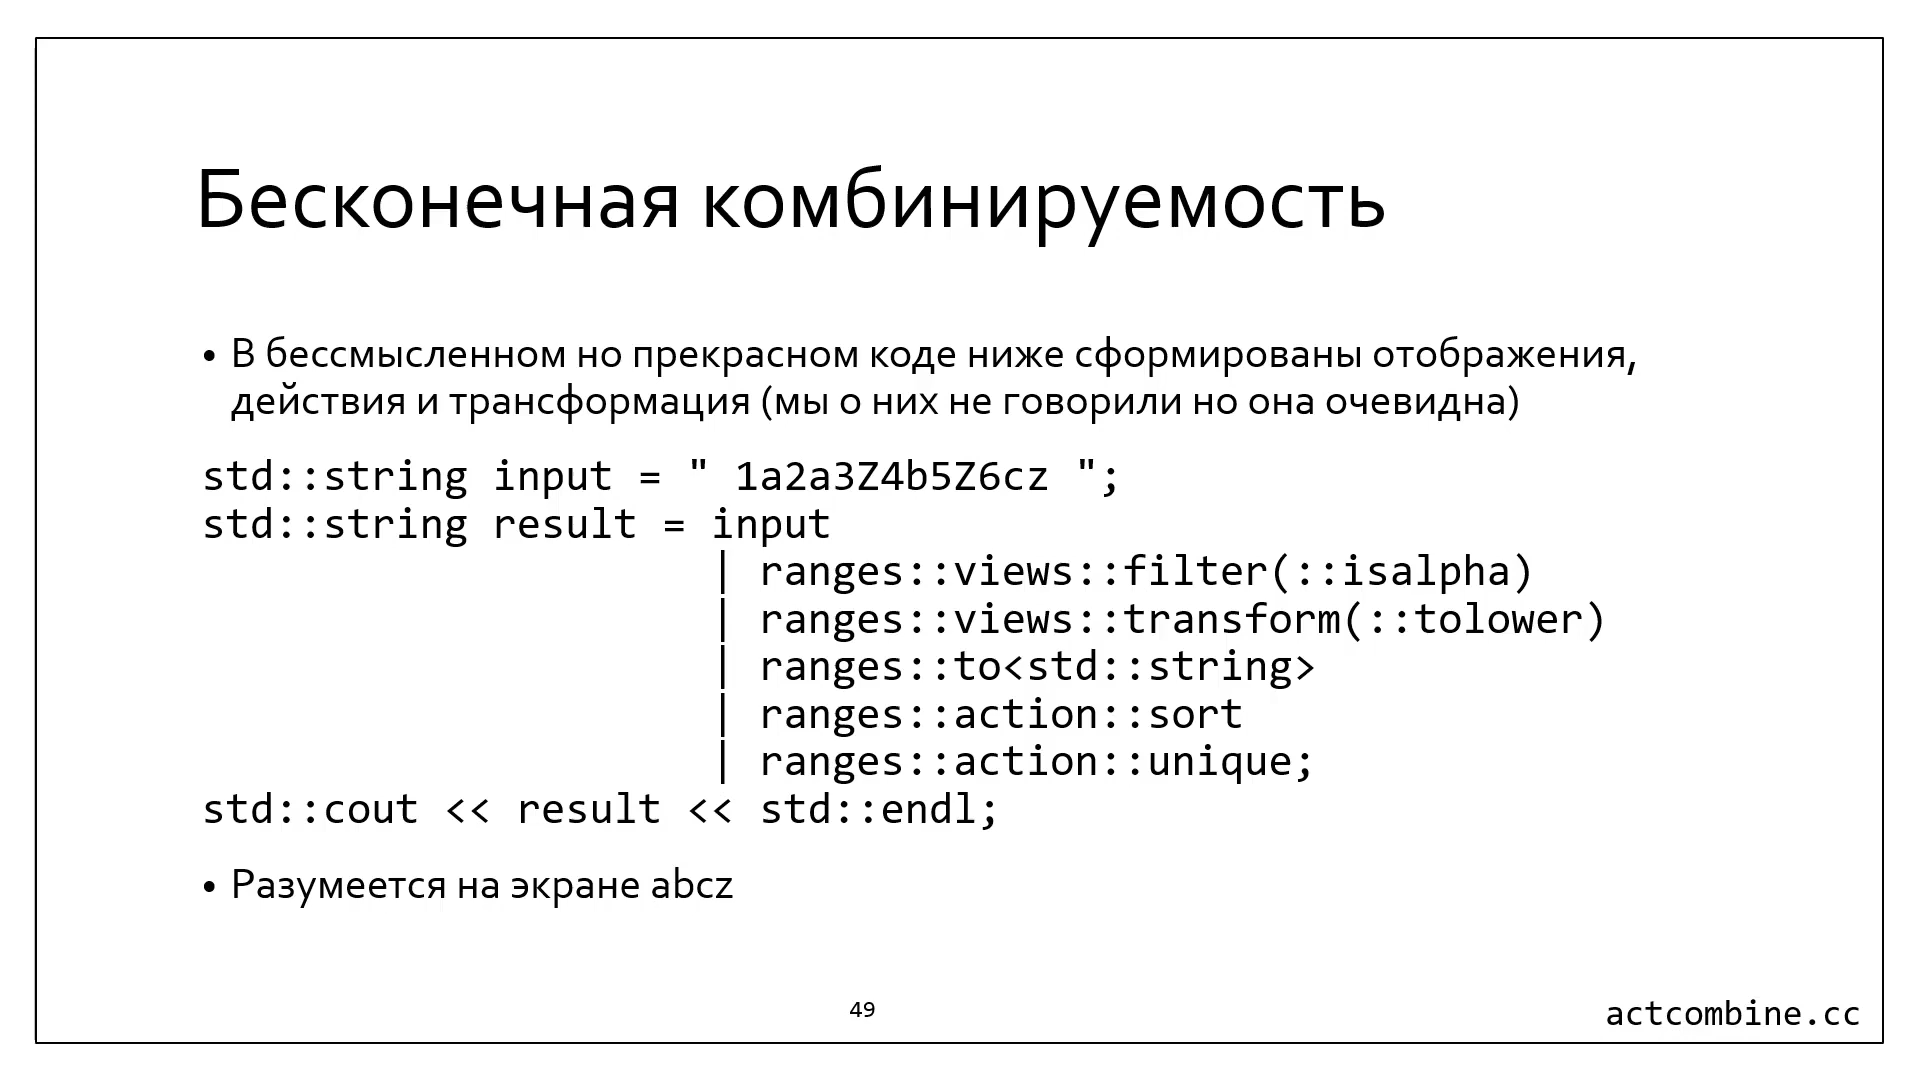 Бесконечная комбинируемость
• В бессмысленном но прекрасном коде ниже сформированы отображения,
действия и трансформация (мы о них не говорили но она очевидна)
std::string input = " 1a2a3Z4b5Z6cz ";
std::string result = input
| ranges::views::filter(::isalpha)
| ranges::views::transform(::tolower)
| ranges::to<std::string>
| ranges::action::sort
| ranges::action::unique;
std::cout << result << std::endl;
• Разумеется на экране abcz
49
actcombine.cc